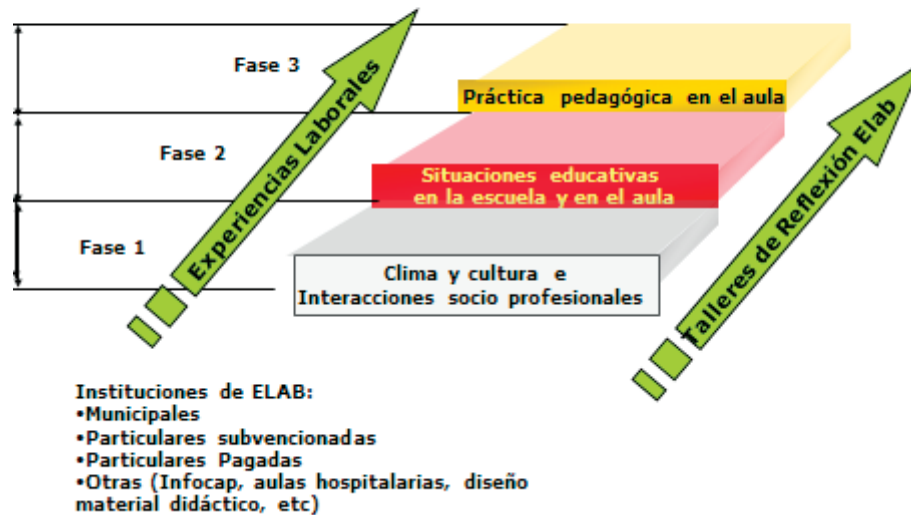 Fase 3
Práctica pedagógica en el aula
Fase 2
Situaciones educativas
en la escuela y en el aula
Fase 1
Clima y cultura e
Interacciones socio profesionales
Experiencias Laborales
Talleres de Reflexión Elab
Instituciones de ELAB:
•Municipales
•Particulares subvencionadas
•Particulares Pagadas
•Otras (Infocap, aulas hospitalarias, diseño
material didáctico, etc)